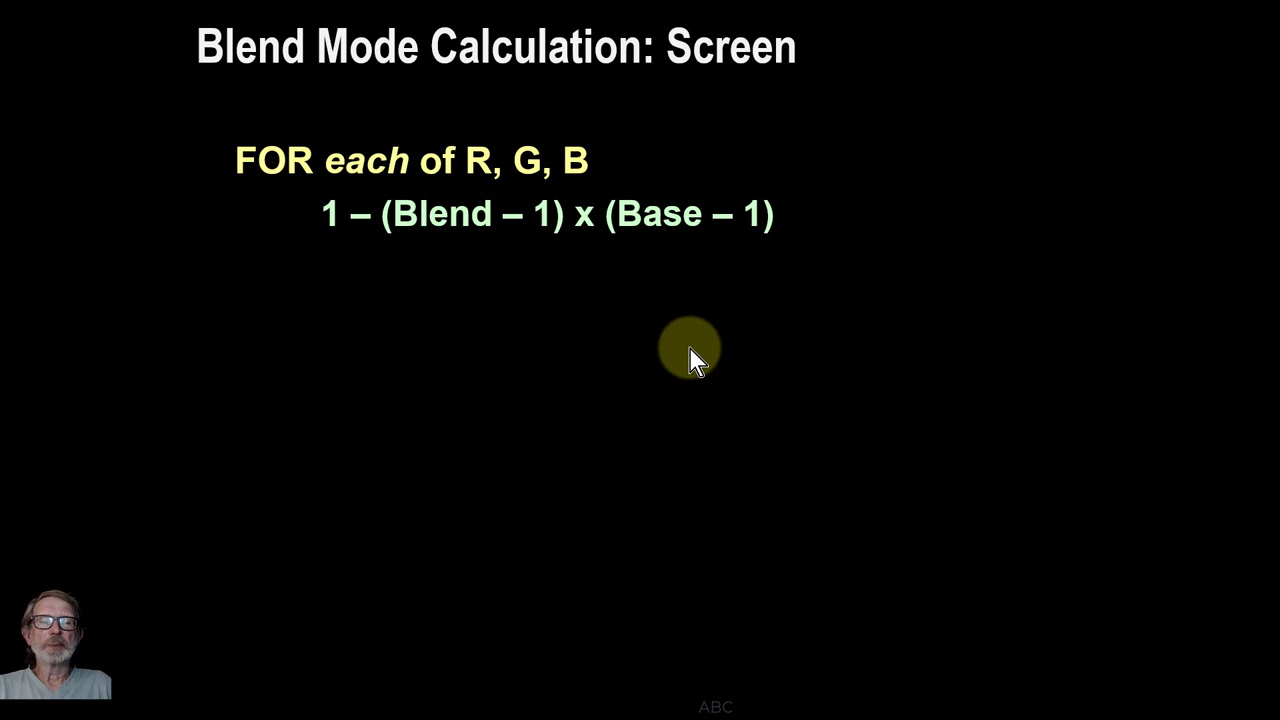 Blend Mode Calculation: Screen
FOR each of R, G, B
1 – (Blend – 1) x (Base – 1)
ABC